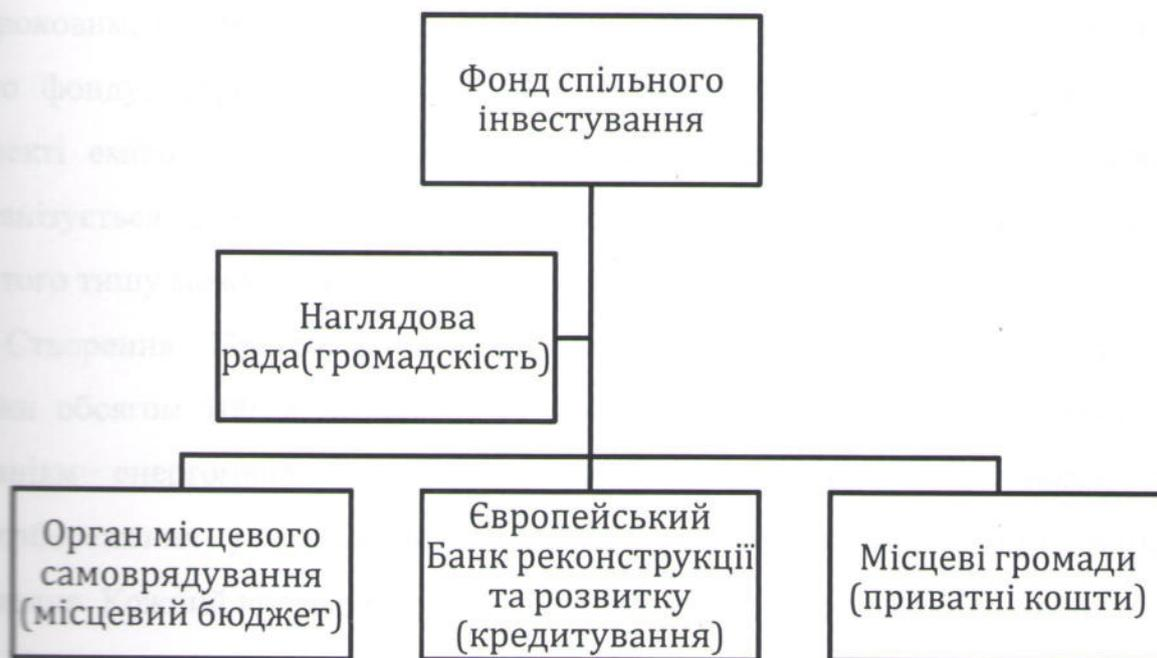 Фонд спільного
інвестування
Наглядова
рада(громадскість)
Орган місцевого
самоврядування
(місцевий бюджет)
Європейський
Банк реконструкції
та розвитку
(кредитування)
Місцеві громади
(приватні кошти)